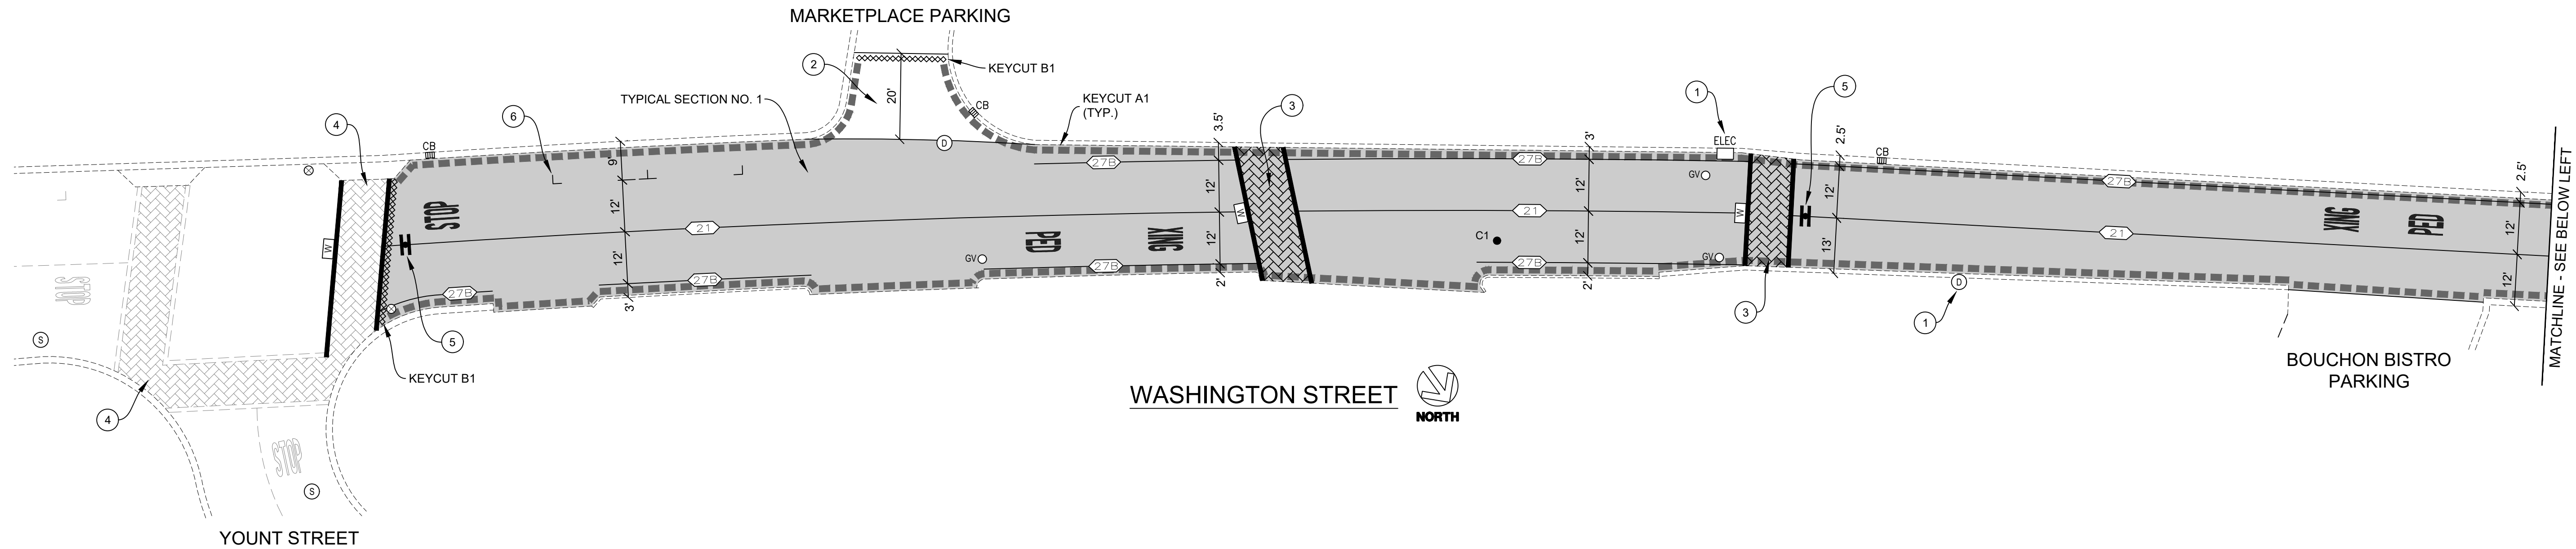 MARKETPLACE PARKING
2
20'
KEYCUT B1
CB
TYPICAL SECTION NO. 1
KEYCUT A1
(TYP.)
3
1
5
ELEC
4
6
CB
9'
D
3.5'
3'
2.5'
CB
MATCHLINE - SEE BELOW LEFT
27B
27B
27B
GV
2.5'
STOP
12'
12'
12'
12'
12'
W
21
W
21
W
21
XING
PED
12'
STOP
12'
PED
XING
12'
C1
12'
13'
GV
27B
GV
27B
27B
27B
3'
2'
2'
D
12'
S
5
3
1
KEYCUT B1
BOUCHON BISTRO
PARKING
4
WASHINGTON STREET
NORTH
STOP
S
YOUNT STREET